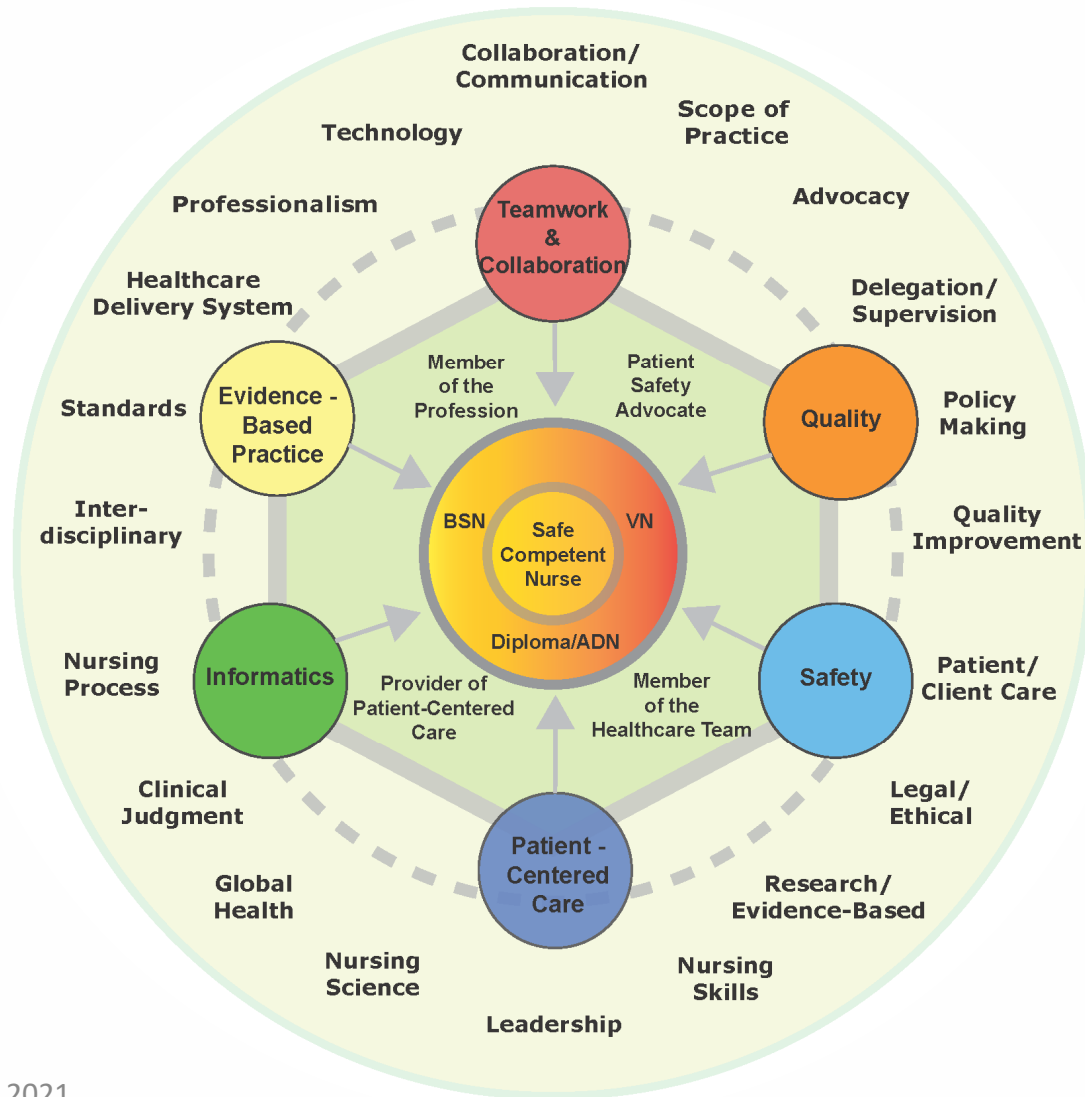 Collaboration/
Communication
Scope of
Practice
Technology
Advocacy
Professionalism
Teamwork
&
Collaboration
Healthcare
Delivery System
Delegation/
Supervision
Member
of the
Profession
Patient
Safety
Advocate
Evidence -
Based
Practice
Quality
Standards
Policy
Making
Inter-
disciplinary
BSN
VN
Safe
Competent
Nurse
Quality
Improvement
Diploma/ADN
Nursing
Process
Informatics
Provider of
Patient-Centered
Care
Member
of the
Healthcare Team
Safety
Patient/
Client Care
Clinical
Judgment
Legal/
Ethical
Patient -
Centered
Care
Global
Health
Research/
Evidence-Based
Nursing
Science
Nursing
Skills
Leadership
2021